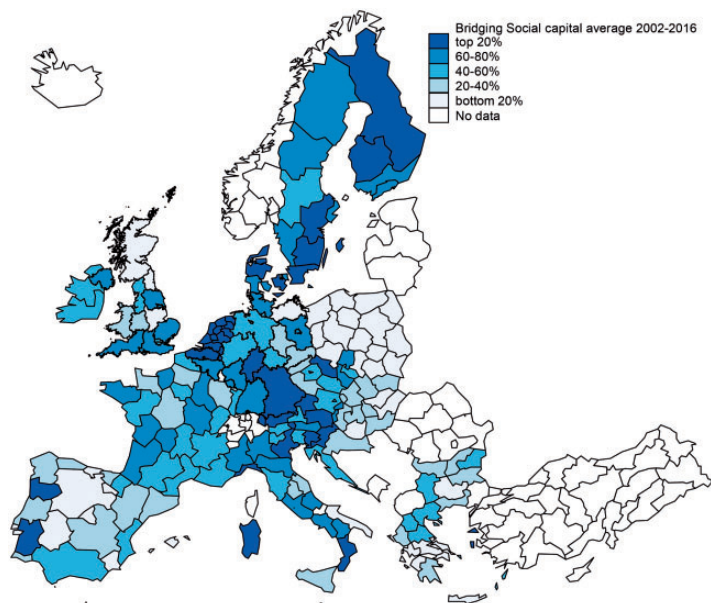 Bridging Social capital average 2002-2016
top 20%
60-80%
40-60%
20-40%
bottom 20%
No data